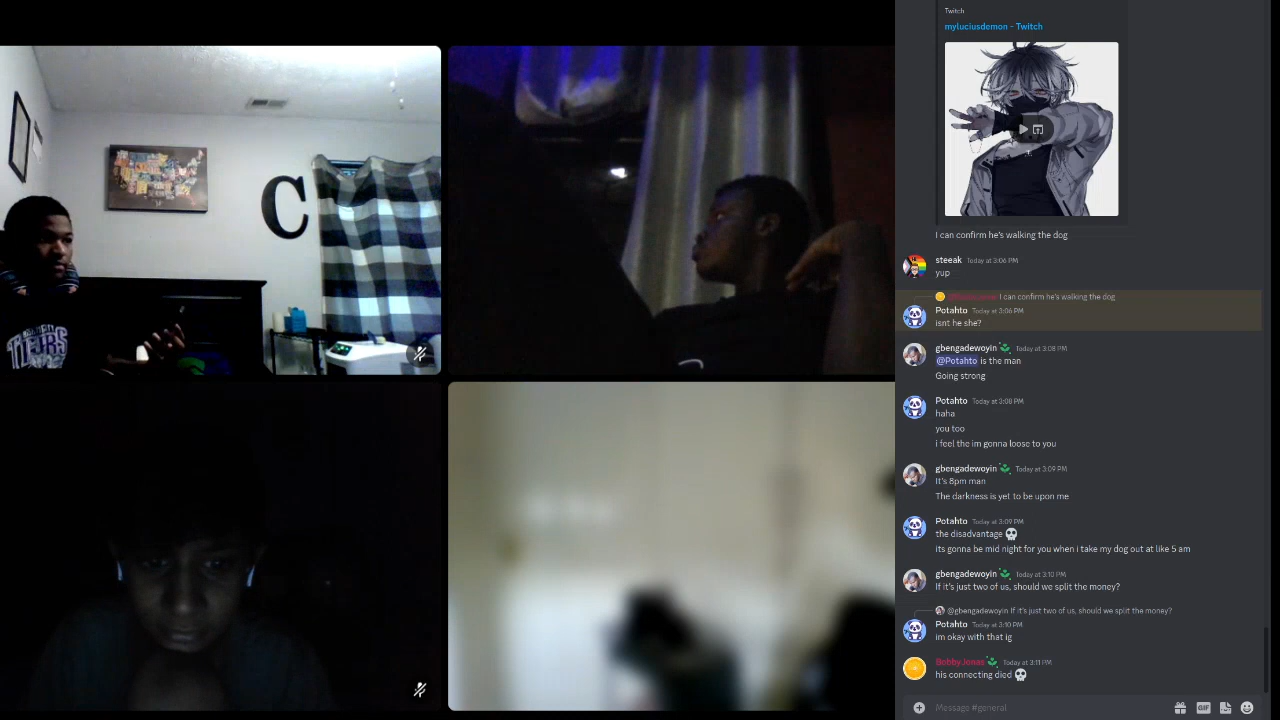 Twitch
myluciusdemon - Twitch
I can confirm he's walking the dog
steeak Today at 3:06 PM
yup
I can confirm he's walking the dog
Potahto Today at 3:06 PM
isnt he she?
gbengadewoyin Today at 3:08 PM
@Potahto is the man
Going strong
Potahto Today at 3:08 PM
haha
you too
i feel the im gonna loose to you
gbengadewoyin Today at 3:09 PM
It's 8pm man
The darkness is yet to be upon me
Potahto Today at 3:09 PM
the disadvantage
its gonna be mid night for you when i take my dog out at like 5 am
gbengadewoyin Today at 3:10 PM
If it's just two of us, should we split the money?
@gbengadewoyin If it's just two of us, should we split the money?
Potahto Today at 3:10 PM
im okay with that ig
BobbyJonas Today at 3:11 PM
his connecting died
Message #general
GIF
C